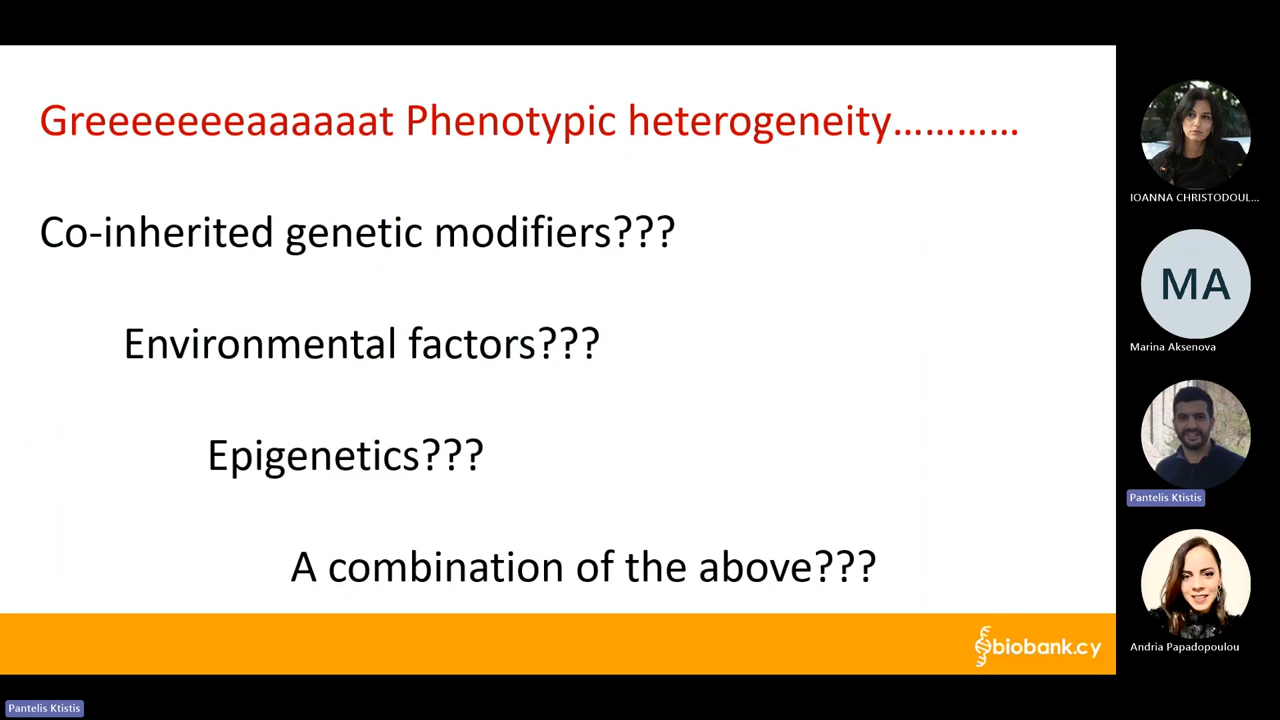 Greeeeeeeaaaaaat Phenotypic heterogeneity…………
Co-inherited genetic modifiers???
Environmental factors???
Epigenetics???
A combination of the above???
biobank.cy
IOANNA CHRISTODOUL...
MA
Marina Aksenova
Pantelis Ktistis
Andria Papadopoulou
Pantelis Ktistis